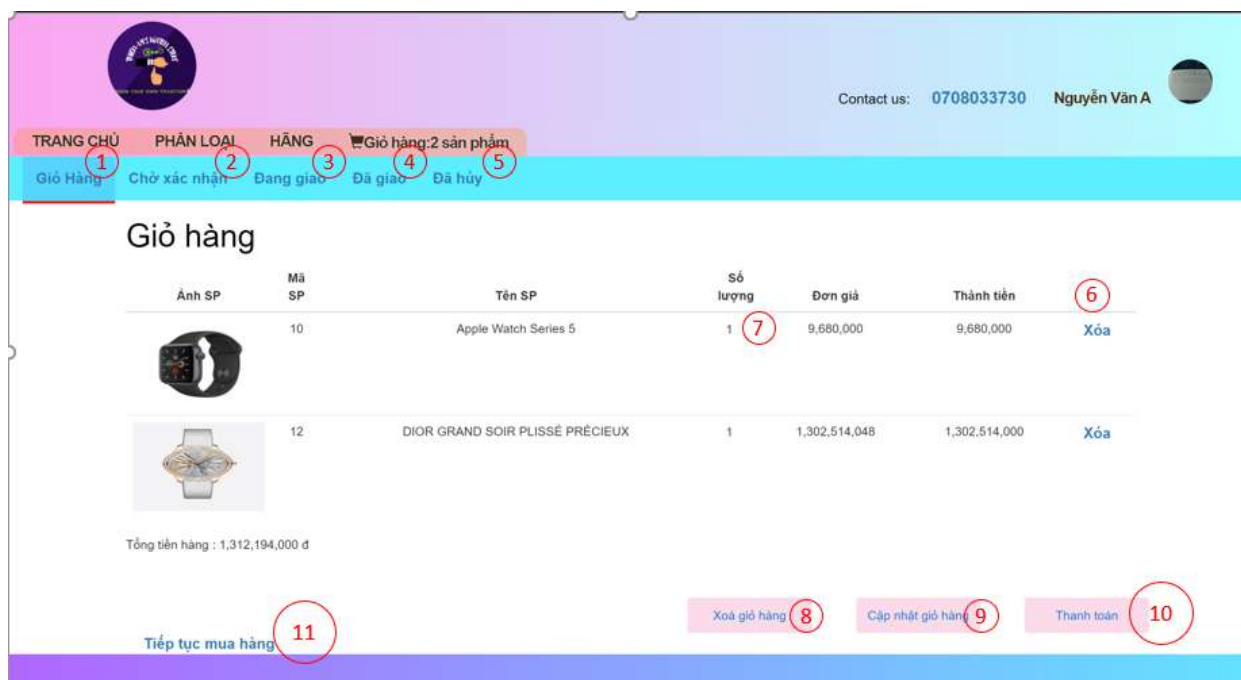 Contact us: 0708033730 Nguyễn Văn A
TRANG CHỦ PHÂN LOẠI HÃNG Giỏ hàng:2 sản phẩm
1 2 3 4 5
Giỏ Hàng Chờ xác nhận Đang giao Đã giao Đã hủy
Giỏ hàng
Ảnh SP Mã SP Tên SP Số lượng Đơn giá Thành tiền 6
10 Apple Watch Series 5 1 7 9,680,000 9,680,000 Xóa
12 DIOR GRAND SOIR PLISSÉ PRÉCIEUX 1 1,302,514,048 1,302,514,000 Xóa
Tổng tiền hàng : 1,312,194,000 đ
Xoá giỏ hàng 8 Cập nhật giỏ hàng 9 Thanh toán 10
Tiếp tục mua hàng 11